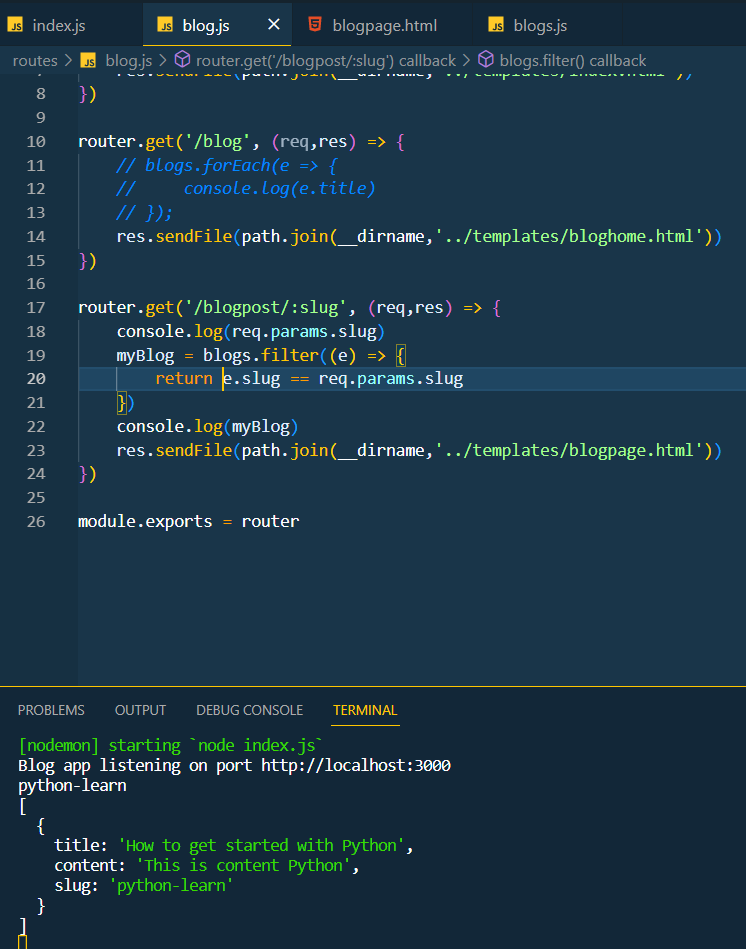 JS index.js JS blog.js × 5 blogpage.html JS blogs.js
routes > JS blog.js > router.get('/blogpost/:slug') callback > blogs.filter() callback
8 })
9
10 router.get('/blog', (req,res) => {
11 // blogs.forEach(e => {
12 //     console.log(e.title)
13 // });
14 res.sendFile(path.join(__dirname,'../templates/bloghome.html'))
15 })
16
17 router.get('/blogpost/:slug', (req,res) => {
18 console.log(req.params.slug)
19 myBlog = blogs.filter((e) => {
20 return e.slug == req.params.slug
21 })
22 console.log(myBlog)
23 res.sendFile(path.join(__dirname,'../templates/blogpage.html'))
24 })
25
26 module.exports = router
PROBLEMS OUTPUT DEBUG CONSOLE TERMINAL
[nodemon] starting `node index.js`
Blog app listening on port http://localhost:3000
python-learn
[
{
title: 'How to get started with Python',
content: 'This is content Python',
slug: 'python-learn'
}
]